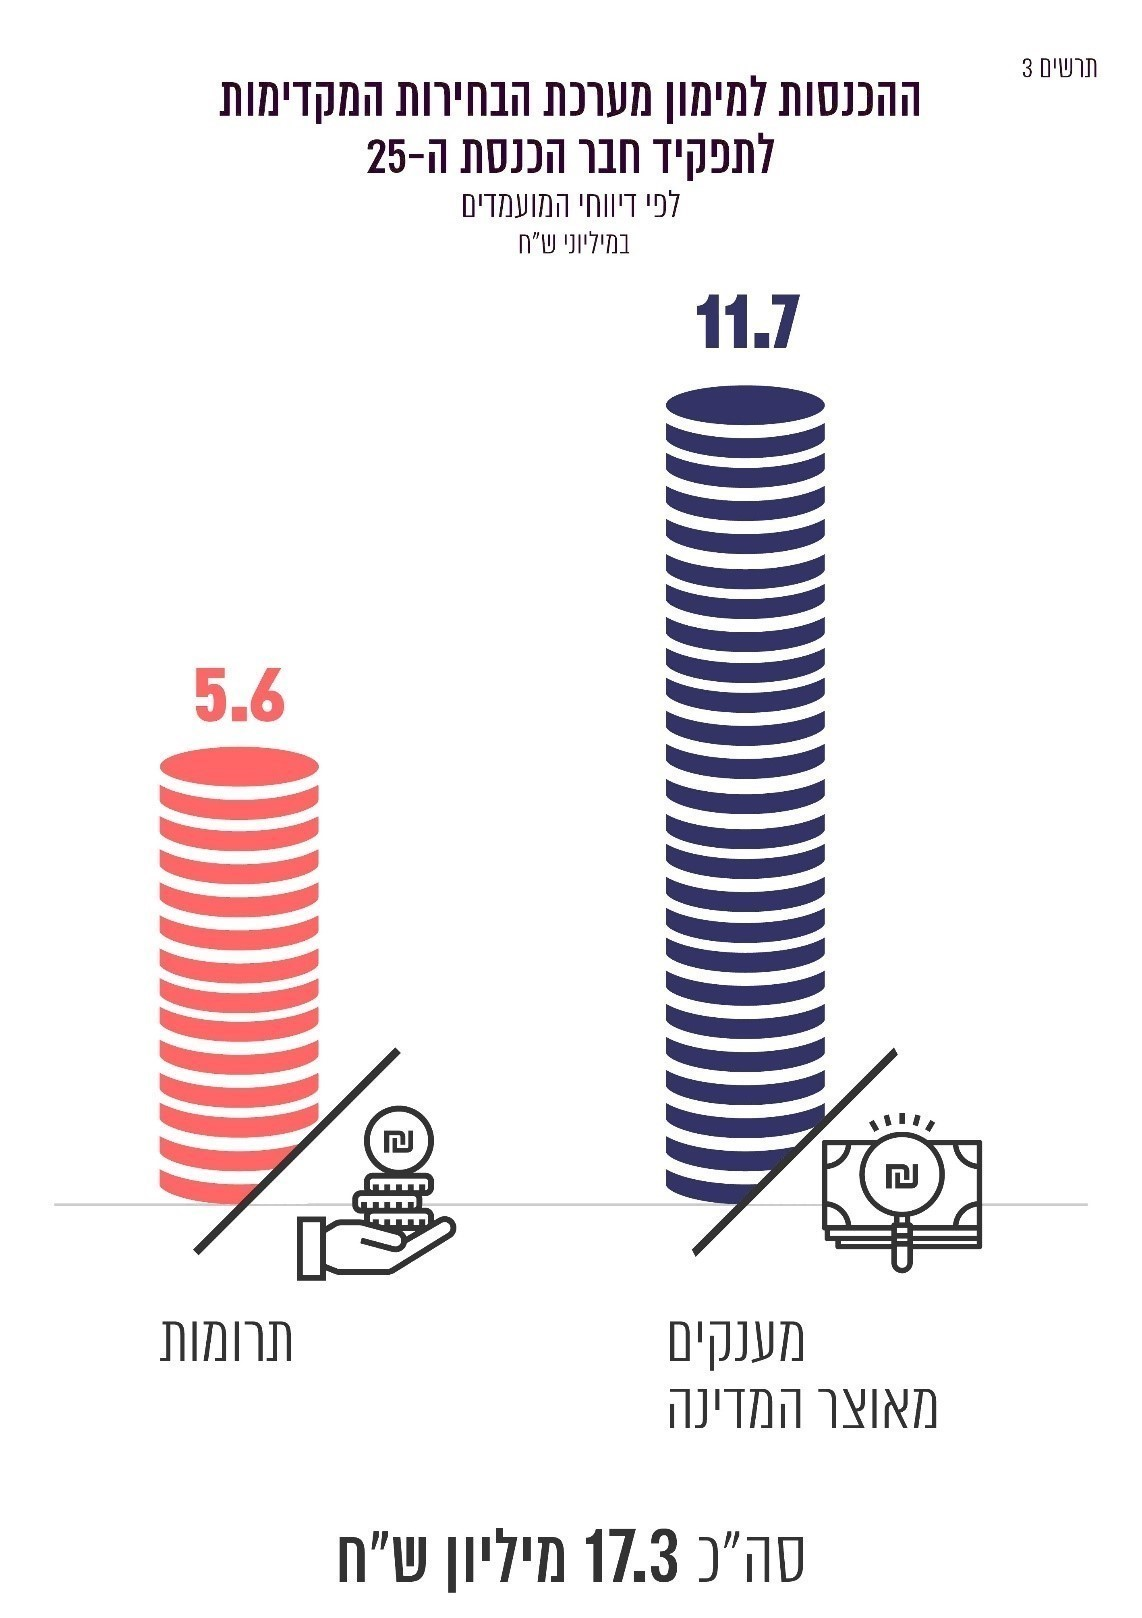 תרשים 3
ההכנסות למימון מערכת הבחירות המקדימות
לתפקיד חבר הכנסת ה-25
לפי דיווחי המועמדים
במיליוני ש"ח
11.7
5.6
₪
₪
מענקים
מאוצר המדינה
תרומות
סה"כ 17.3 מיליון ש"ח